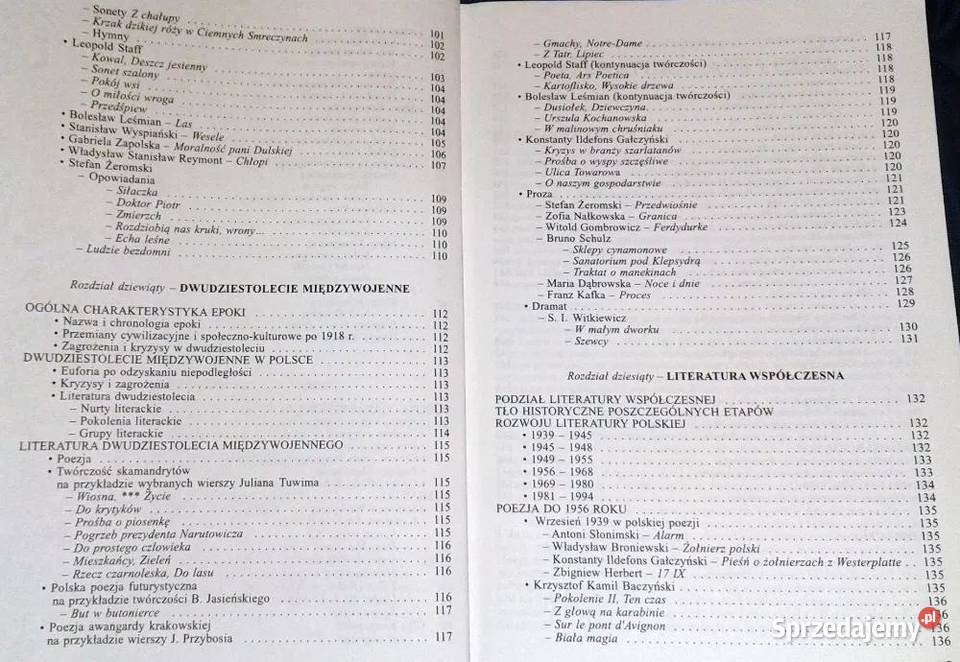 – Sonety Z chałupy
– Krzak dzikiej róży w Ciemnych Smreczynach 101
– Hymny 102
• Leopold Staff 102
– Kowal, Deszcz jesienny
– Sonet szalony 103
– Pokój wsi 104
– O miłości wroga 104
– Przedśpiew 104
• Bolesław Leśmian – Las 104
• Stanisław Wyspiański – Wesele 105
• Gabriela Zapolska – Moralność pani Dulskiej 106
• Władysław Stanisław Reymont – Chłopi 107
• Stefan Żeromski
– Opowiadania
– Siłaczka 109
– Doktor Piotr 109
– Zmierzch 109
– Rozdziobią nas kruki, wrony... 110
– Echa leśne 110
– Ludzie bezdomni 110
Rozdział dziewiąty – DWUDZIESTOLECIE MIĘDZYWOJENNE
OGÓLNA CHARAKTERYSTYKA EPOKI 112
• Nazwa i chronologia epoki 112
• Przemiany cywilizacyjne i społeczno-kulturowe po 1918 r. 112
• Zagrożenia i kryzysy w dwudziestoleciu 112
DWUDZIESTOLECIE MIĘDZYWOJENNE W POLSCE 113
• Euforia po odzyskaniu niepodległości 113
• Kryzysy i zagrożenia 113
• Literatura dwudziestolecia 113
– Nurty literackie 113
– Pokolenia literackie 113
– Grupy literackie 114
LITERATURA DWUDZIESTOLECIA MIĘDZYWOJENNEGO 115
• Poezja 115
• Twórczość skamandrytów
na przykładzie wybranych wierszy Juliana Tuwima 115
– Wiosna, *** Życie 115
– Do krytyków 115
– Prośba o piosenkę 115
– Pogrzeb prezydenta Narutowicza 115
– Do prostego człowieka 116
– Mieszkańcy, Zieleń 116
– Rzecz czarnoleska, Do lasu 116
• Polska poezja futurystyczna
na przykładzie twórczości B. Jasieńskiego 116
– But w butonierce 117
• Poezja awangardy krakowskiej
na przykładzie wierszy J. Przybosia 117
– Gmachy, Notre-Dame 117
– Z Tatr, Lipiec 118
• Leopold Staff (kontynuacja twórczości) 118
– Poeta, Ars Poetica 118
– Kartoflisko, Wysokie drzewa 118
• Bolesław Leśmian (kontynuacja twórczości) 119
– Dusiołek, Dziewczyna 119
– Urszula Kochanowska 119
– W malinowym chruśniaku 120
• Konstanty Ildefons Gałczyński 120
– Kryzys w branży szarlatanów 120
– Prośba o wyspy szczęśliwe 120
– Ulica Towarowa 120
– O naszym gospodarstwie 121
• Proza 121
– Stefan Żeromski – Przedwiośnie 121
– Zofia Nałkowska – Granica 123
– Witold Gombrowicz – Ferdydurke 124
– Bruno Schulz
– Sklepy cynamonowe 125
– Sanatorium pod Klepsydrą 126
– Traktat o manekinach 126
– Maria Dąbrowska – Noce i dnie 127
– Franz Kafka – Proces 128
• Dramat 129
– S. I. Witkiewicz
– W małym dworku 130
– Szewcy 131
Rozdział dziesiąty – LITERATURA WSPÓŁCZESNA
PODZIAŁ LITERATURY WSPÓŁCZESNEJ 132
TŁO HISTORYCZNE POSZCZEGÓLNYCH ETAPÓW
ROZWOJU LITERATURY POLSKIEJ 132
• 1939 – 1945 132
• 1945 – 1948 132
• 1949 – 1955 133
• 1956 – 1968 133
• 1969 – 1980 134
• 1981 – 1994 134
POEZJA DO 1956 ROKU 135
• Wrzesień 1939 w polskiej poezji 135
– Antoni Słonimski – Alarm 135
– Władysław Broniewski – Żołnierz polski 135
– Konstanty Ildefons Gałczyński – Pieśń o żołnierzach z Westerplatte 135
– Zbigniew Herbert – 17 IX 135
• Krzysztof Kamil Baczyński 135
– Pokolenie II, Ten czas 136
– Z głową na karabinie
– Sur le pont d'Avignon 136
– Biała magia 136
Sprzedajemy.pl